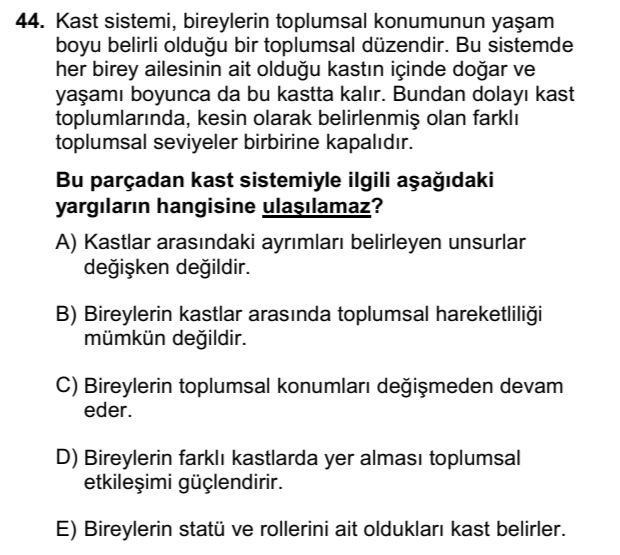 44. Kast sistemi, bireylerin toplumsal konumunun yaşam
boyu belirli olduğu bir toplumsal düzendir. Bu sistemde
her birey ailesinin ait olduğu kastın içinde doğar ve
yaşamı boyunca da bu kastta kalır. Bundan dolayı kast
toplumlarında, kesin olarak belirlenmiş olan farklı
toplumsal seviyeler birbirine kapalıdır.
Bu parçadan kast sistemiyle ilgili aşağıdaki
yargıların hangisine ulaşılamaz?
A) Kastlar arasındaki ayrımları belirleyen unsurlar
değişken değildir.
B) Bireylerin kastlar arasında toplumsal hareketliliği
mümkün değildir.
C) Bireylerin toplumsal konumları değişmeden devam
eder.
D) Bireylerin farklı kastlarda yer alması toplumsal
etkileşimi güçlendirir.
E) Bireylerin statü ve rollerini ait oldukları kast belirler.